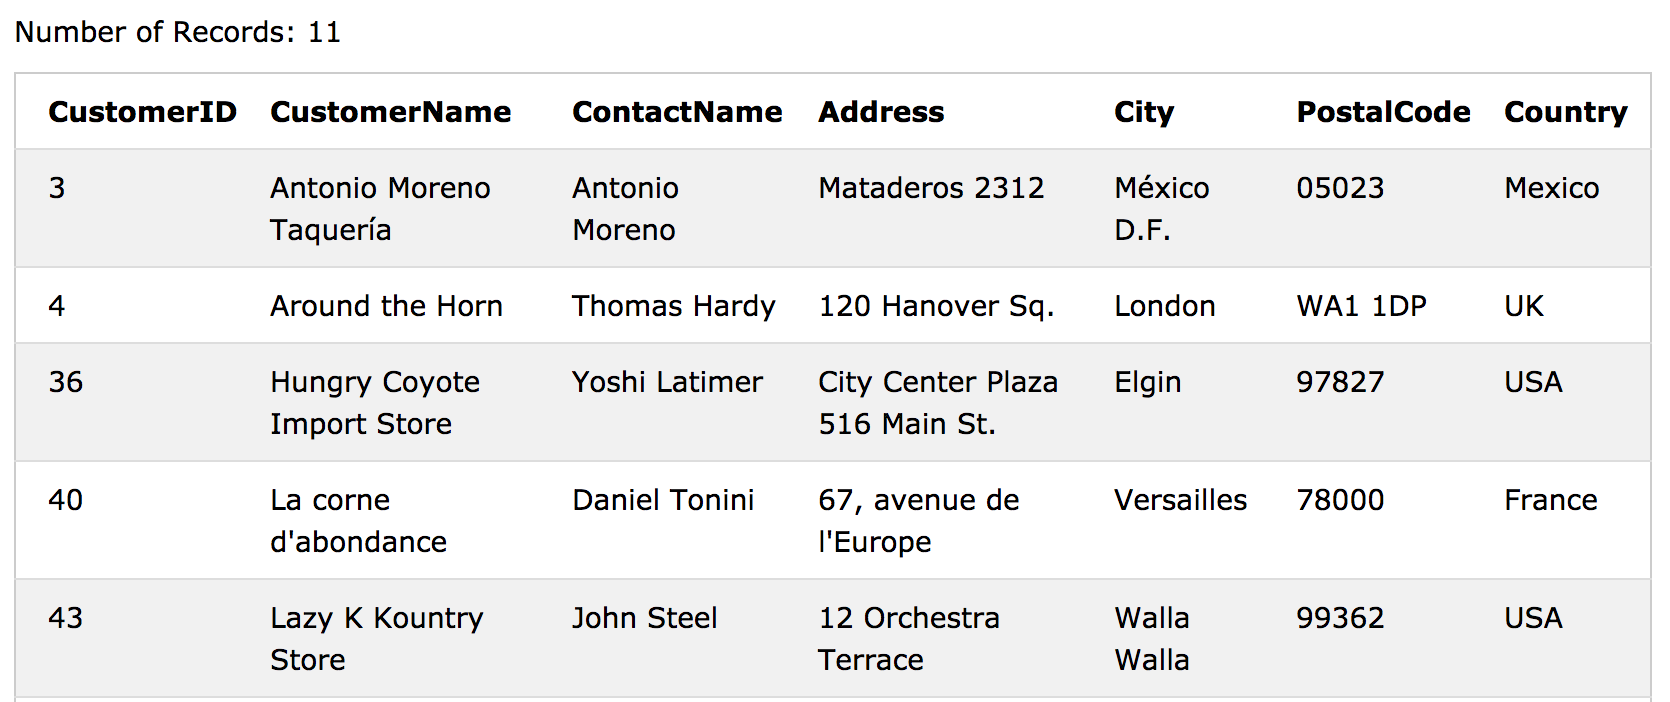 Number of Records: 11
CustomerID CustomerName ContactName Address City PostalCode Country
3 Antonio Moreno Antonio Mataderos 2312 México 05023 Mexico
Taquería Moreno D.F.
4 Around the Horn Thomas Hardy 120 Hanover Sq. London WA1 1DP UK
36 Hungry Coyote Yoshi Latimer City Center Plaza Elgin 97827 USA
Import Store 516 Main St.
40 La corne Daniel Tonini 67, avenue de Versailles 78000 France
d'abondance l'Europe
43 Lazy K Kountry John Steel 12 Orchestra Walla 99362 USA
Store Terrace Walla